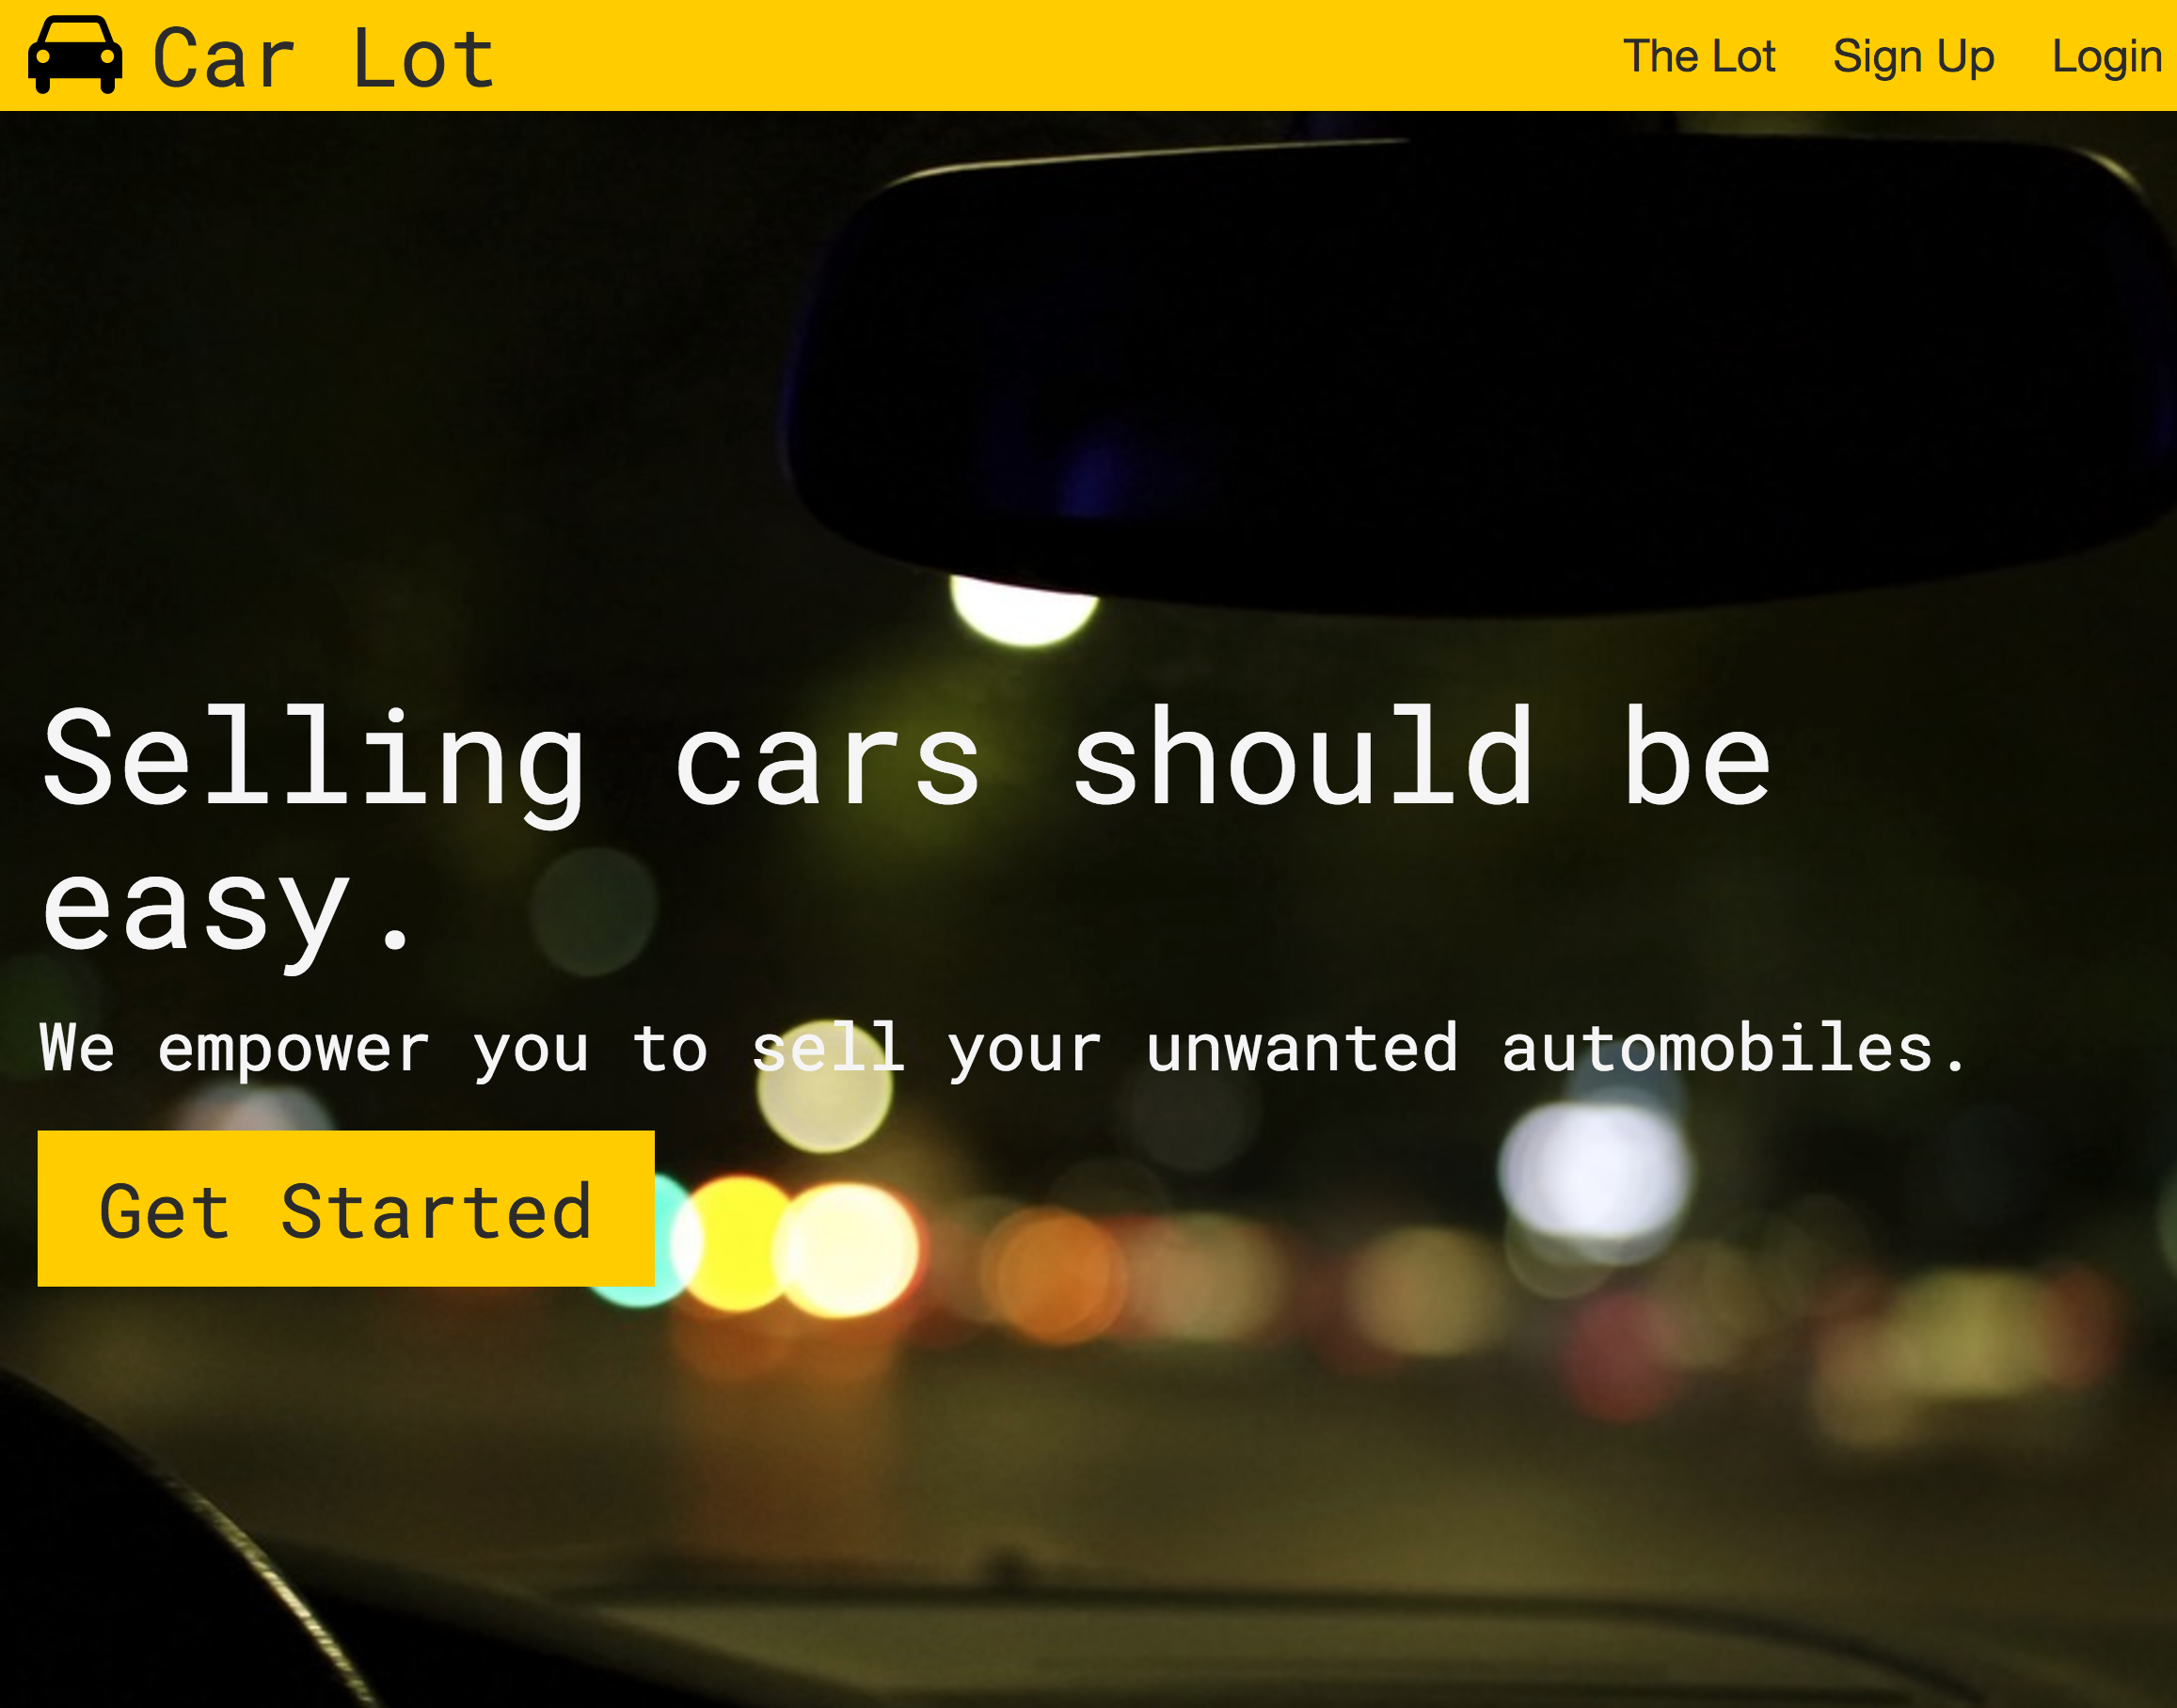 Car Lot
The Lot
Sign Up
Login
Selling cars should be
easy.
We empower you to sell your unwanted automobiles.
Get Started